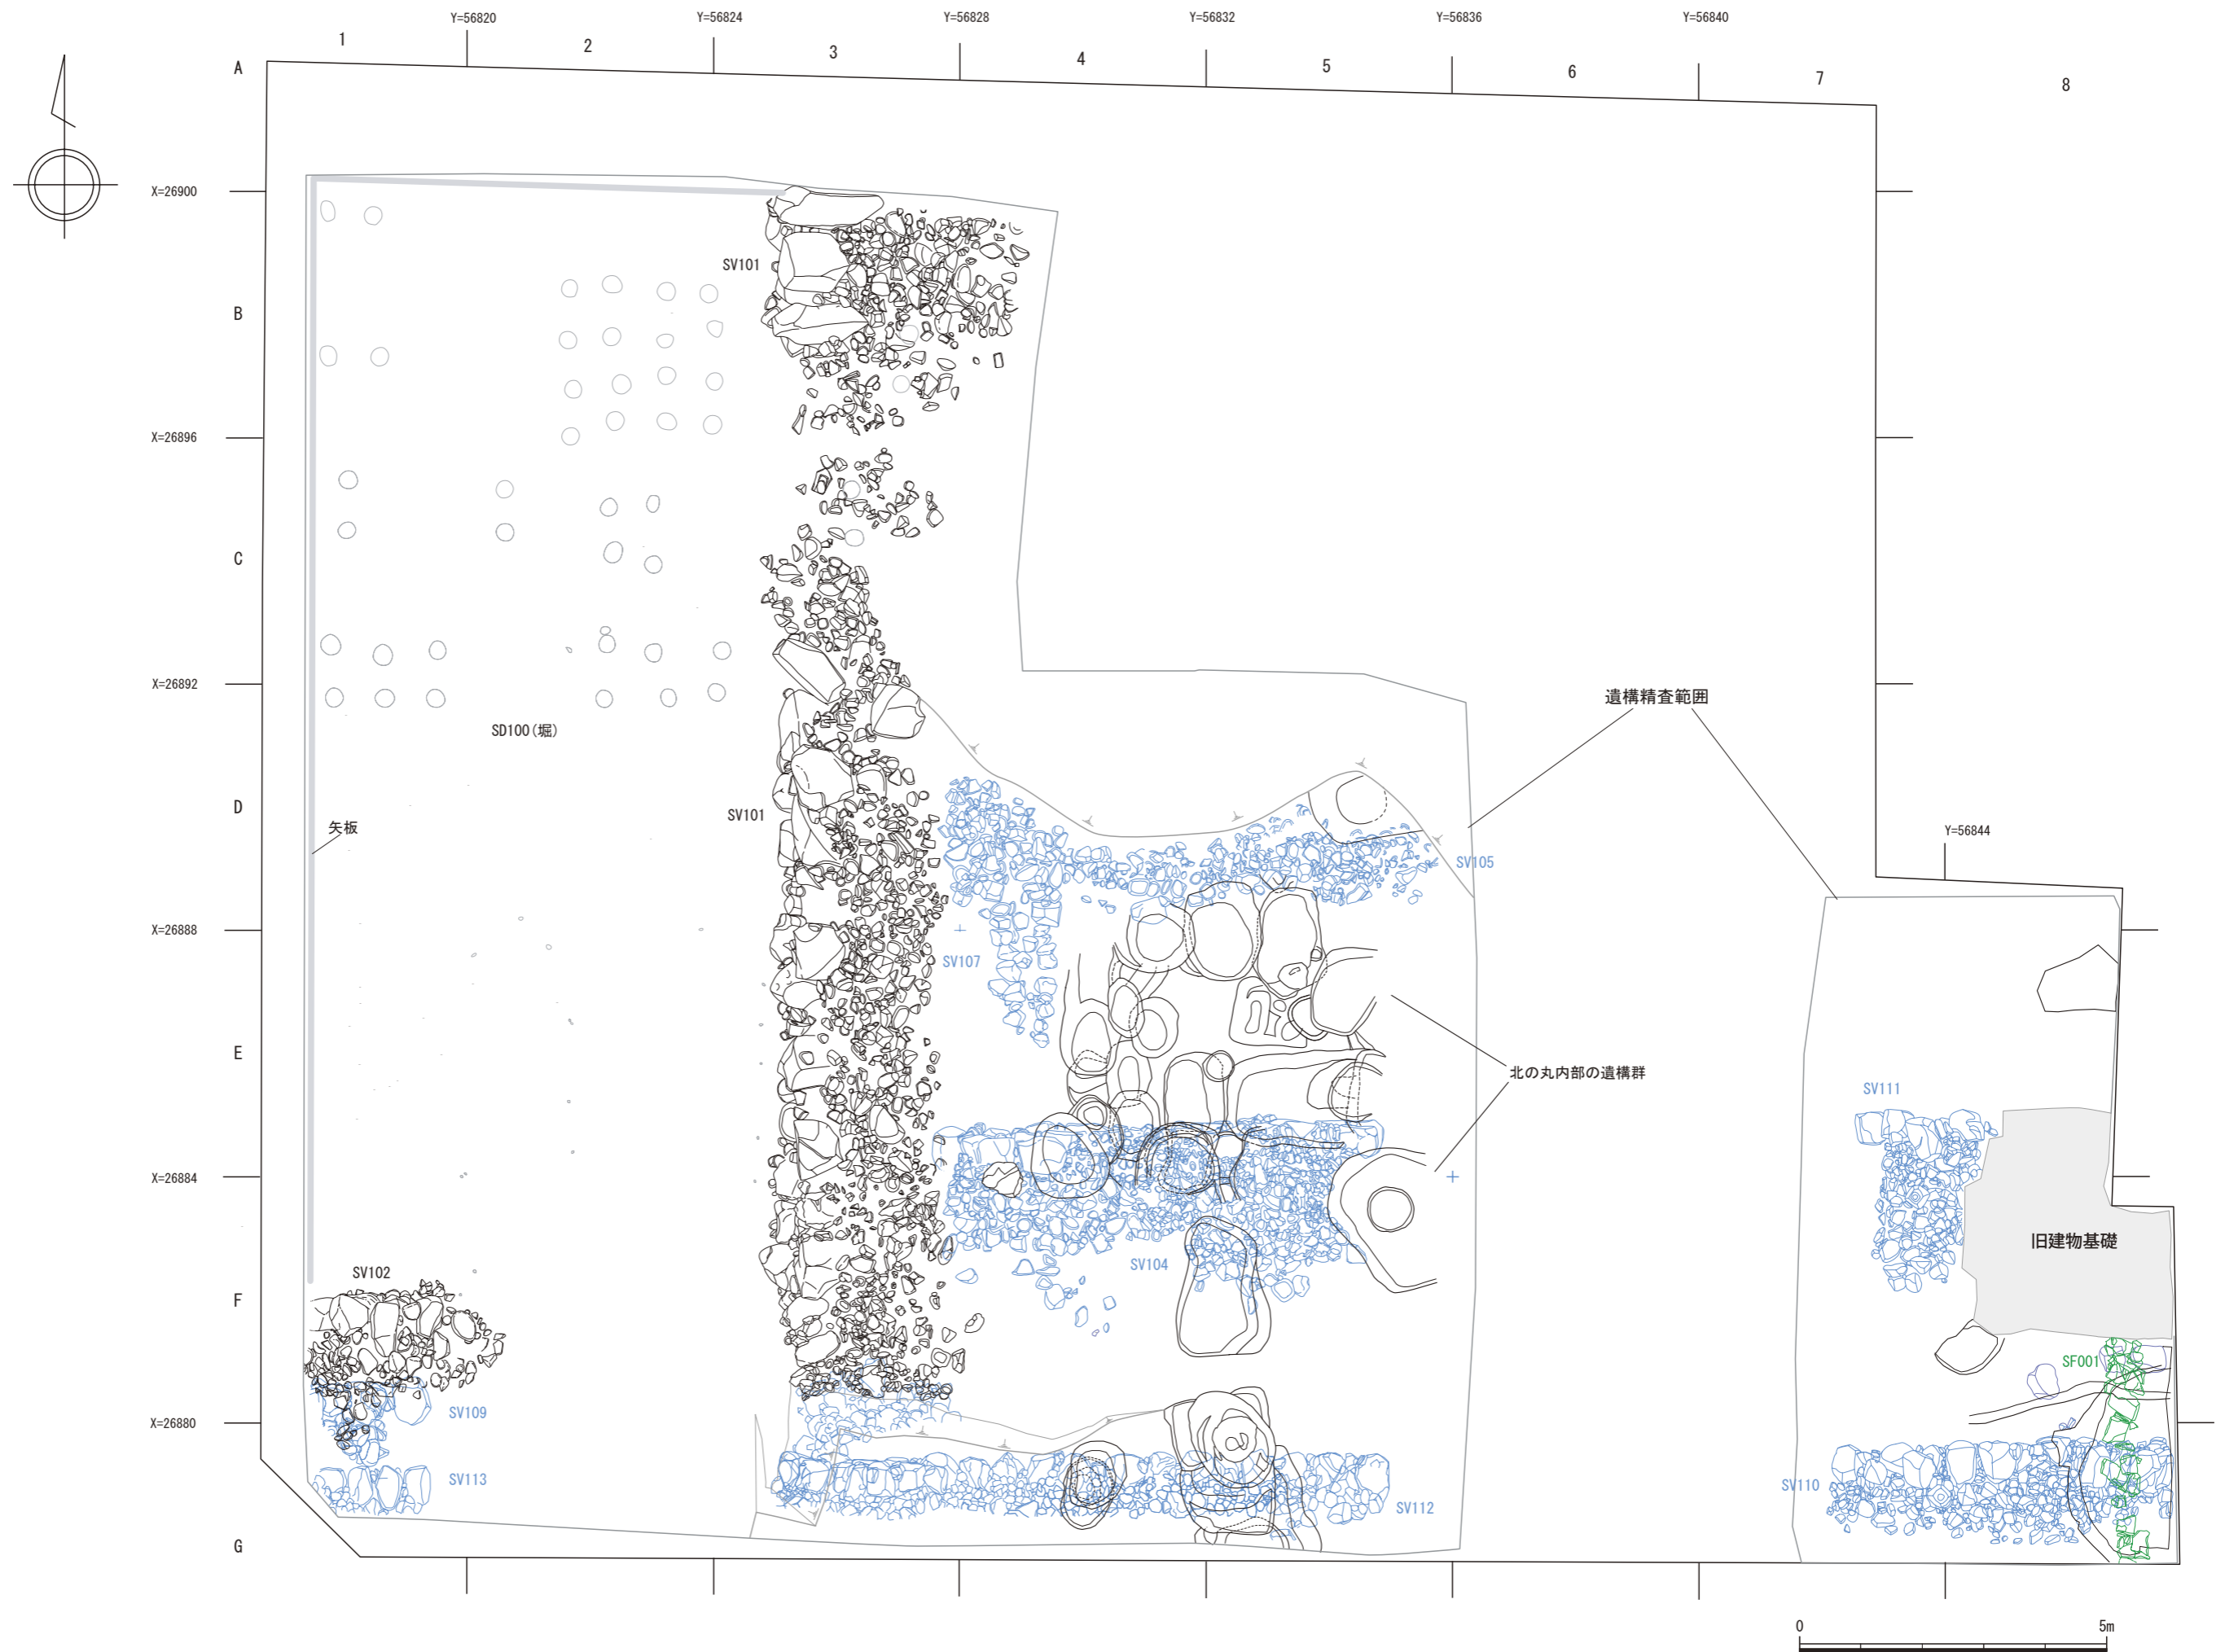 Y=56820
Y=56824
Y=56828
Y=56832
Y=56836
Y=56840
1
2
3
4
5
6
7
8
A
X=26900
SV101
B
X=26896
C
X=26892
遺構精査範囲
SD100(堀)
D
SV101
矢板
Y=56844
SV105
X=26888
SV107
E
北の丸内部の遺構群
SV111
X=26884
旧建物基礎
SV104
SV102
F
SF001
SV109
X=26880
SV113
SV110
SV112
G
0
5m